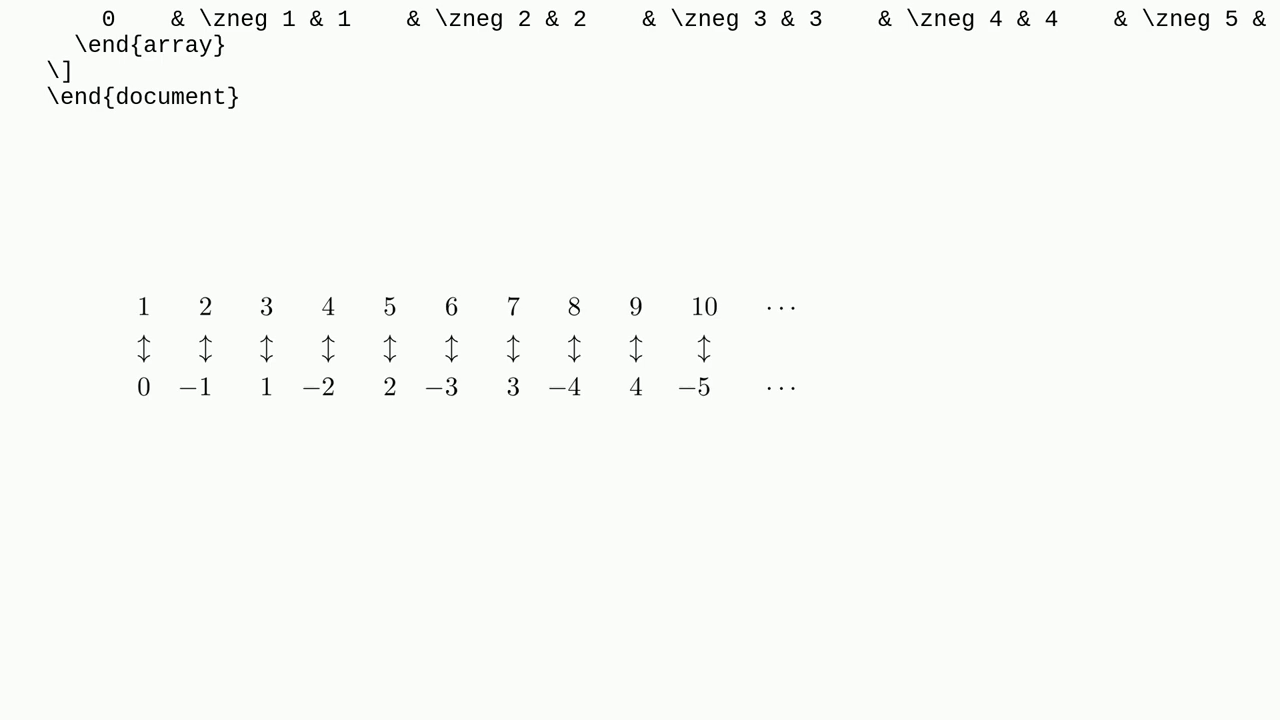 0    & \zneg 1 & 1    & \zneg 2 & 2    & \zneg 3 & 3    & \zneg 4 & 4    & \zneg 5 &
\end{array}
\]
\end{document}
1 2 3 4 5 6 7 8 9 10 ⋯
↕ ↕ ↕ ↕ ↕ ↕ ↕ ↕ ↕ ↕
0 −1 1 −2 2 −3 3 −4 4 −5 ⋯